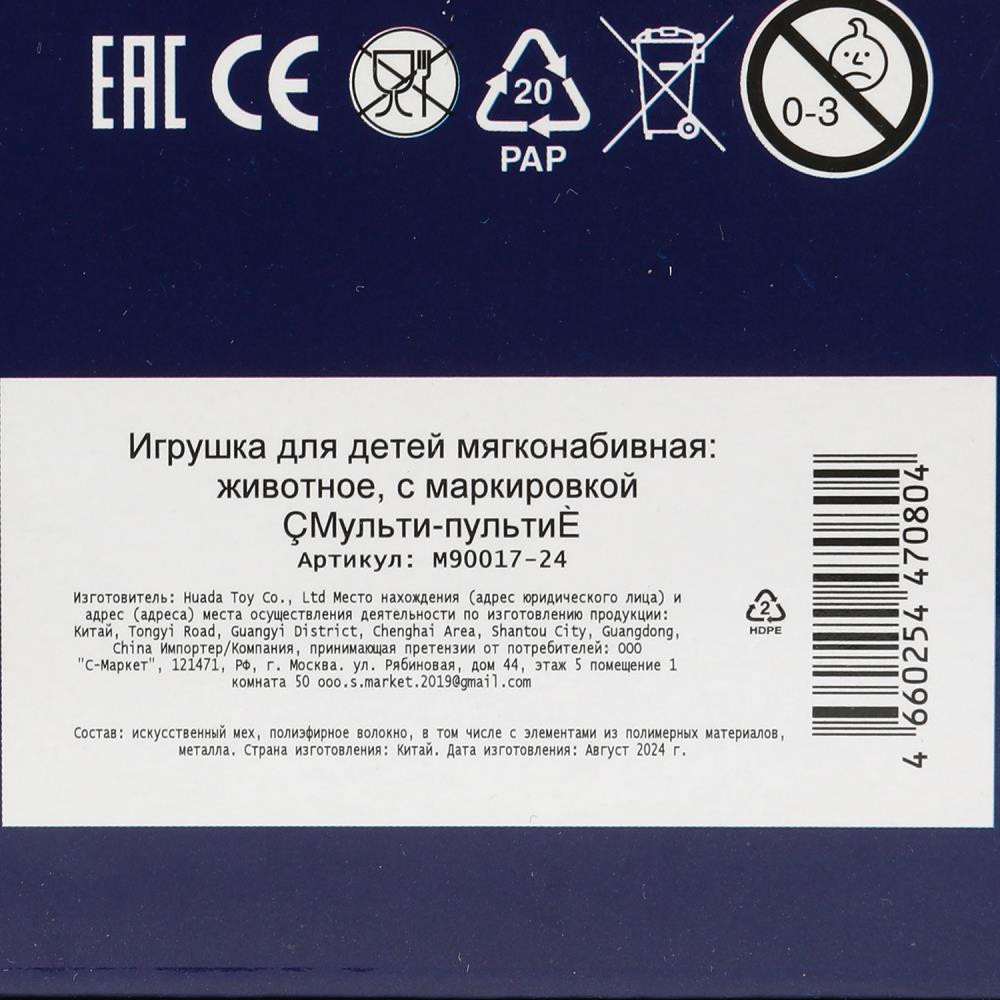 EAC CE
20
PAP
0-3
Игрушка для детей мягконабивная:
животное, с маркировкой
ÇМульти-пультиÈ
Артикул: M90017-24
Изготовитель: Huada Toy Co., Ltd Место нахождения (адрес юридического лица) и
адрес (адреса) места осуществления деятельности по изготовлению продукции:
Китай, Tongyi Road, Guangyi District, Chenghai Area, Shantou City, Guangdong,
China Импортер/Компания, принимающая претензии от потребителей: ООО
"С-Маркет", 121471, РФ, г. Москва. ул. Рябиновая, дом 44, этаж 5 помещение 1
комната 50 ooo.s.market.2019@gmail.com
Состав: искусственный мех, полиэфирное волокно, в том числе с элементами из полимерных материалов,
металла. Страна изготовления: Китай. Дата изготовления: Август 2024 г.
2
HDPE
4 660254 470804